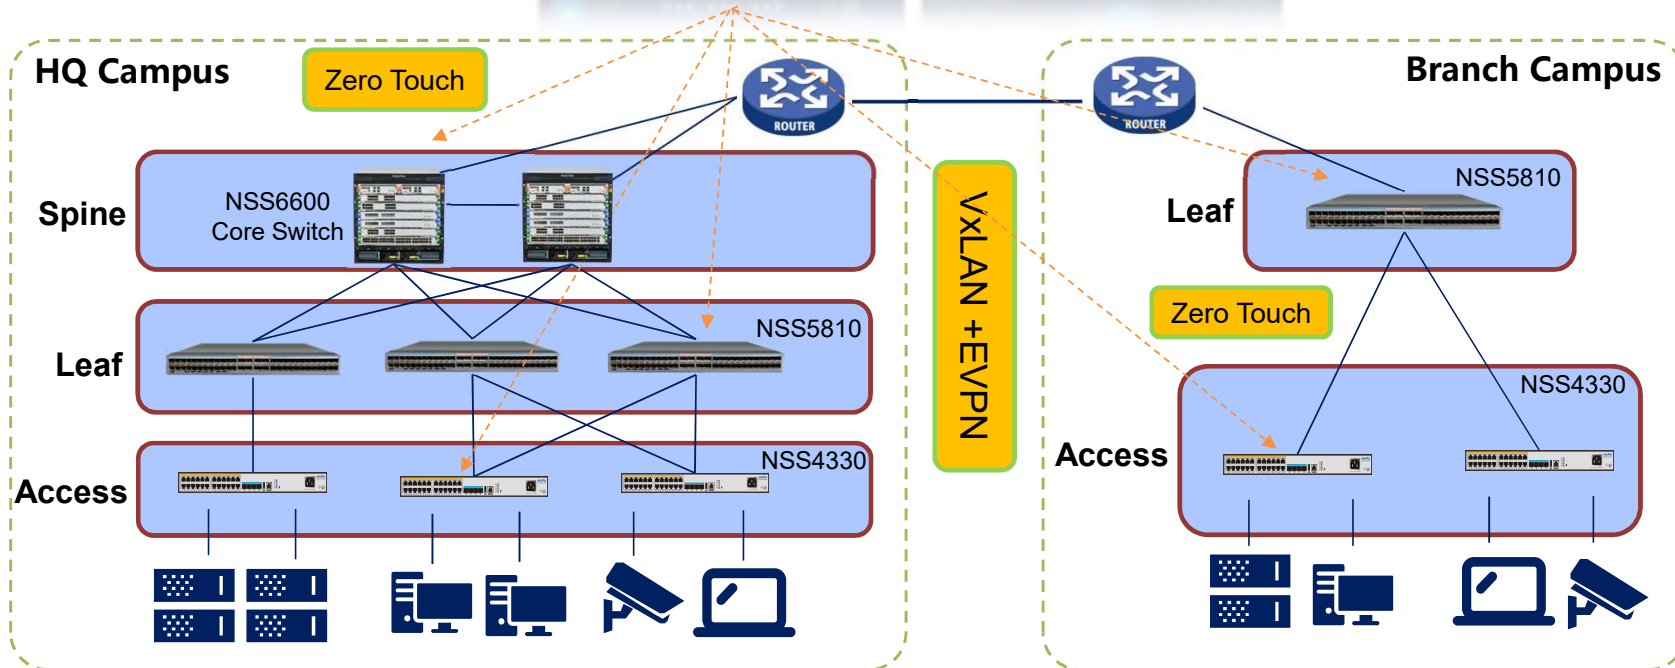 HQ Campus
Zero Touch
ROUTER
ROUTER
Branch Campus
Spine
NSS6600
Core Switch
VxLAN +EVPN
Leaf
NSS5810
Leaf
NSS5810
Zero Touch
Access
NSS4330
Access
NSS4330